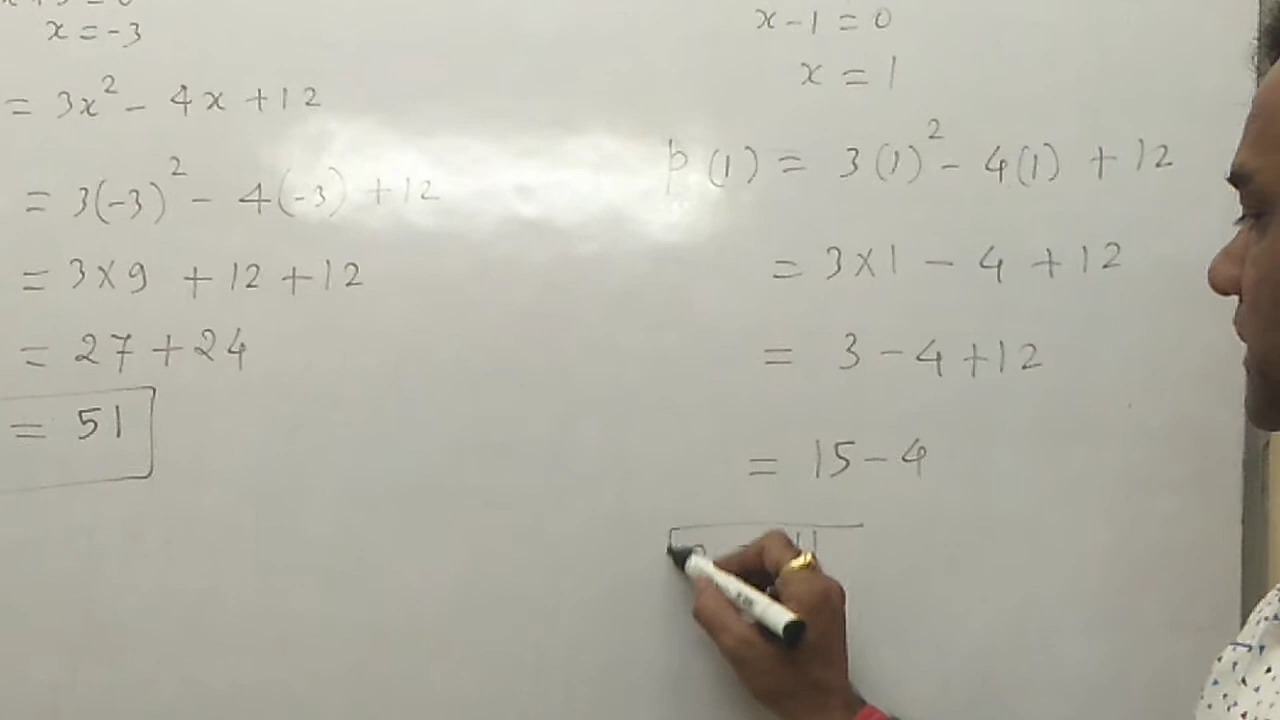 x = -3
= 3x² - 4x + 12
= 3(-3)² - 4(-3) + 12
= 3×9 + 12 + 12
= 27 + 24
= 51
x - 1 = 0
x = 1
p(1) = 3(1)² - 4(1) + 12
= 3×1 - 4 + 12
= 3 - 4 + 12
= 15 - 4